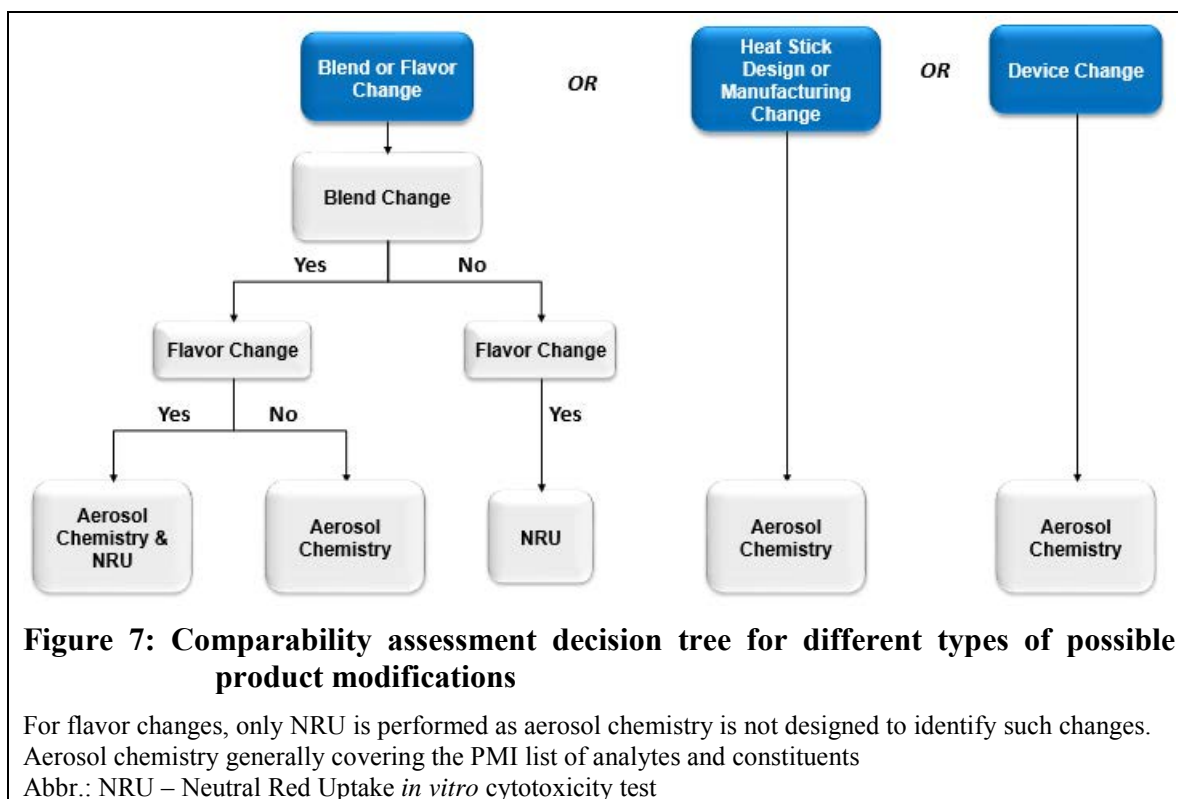 Blend or Flavor
Change
OR
Heat Stick
Design or
Manufacturing
Change
OR
Device Change
Blend Change
Yes
No
Flavor Change
Flavor Change
Yes
No
Yes
Aerosol
Chemistry &
NRU
Aerosol
Chemistry
NRU
Aerosol
Chemistry
Aerosol
Chemistry
Figure 7: Comparability assessment decision tree for different types of possible
product modifications
For flavor changes, only NRU is performed as aerosol chemistry is not designed to identify such changes.
Aerosol chemistry generally covering the PMI list of analytes and constituents
Abbr.: NRU – Neutral Red Uptake in vitro cytotoxicity test